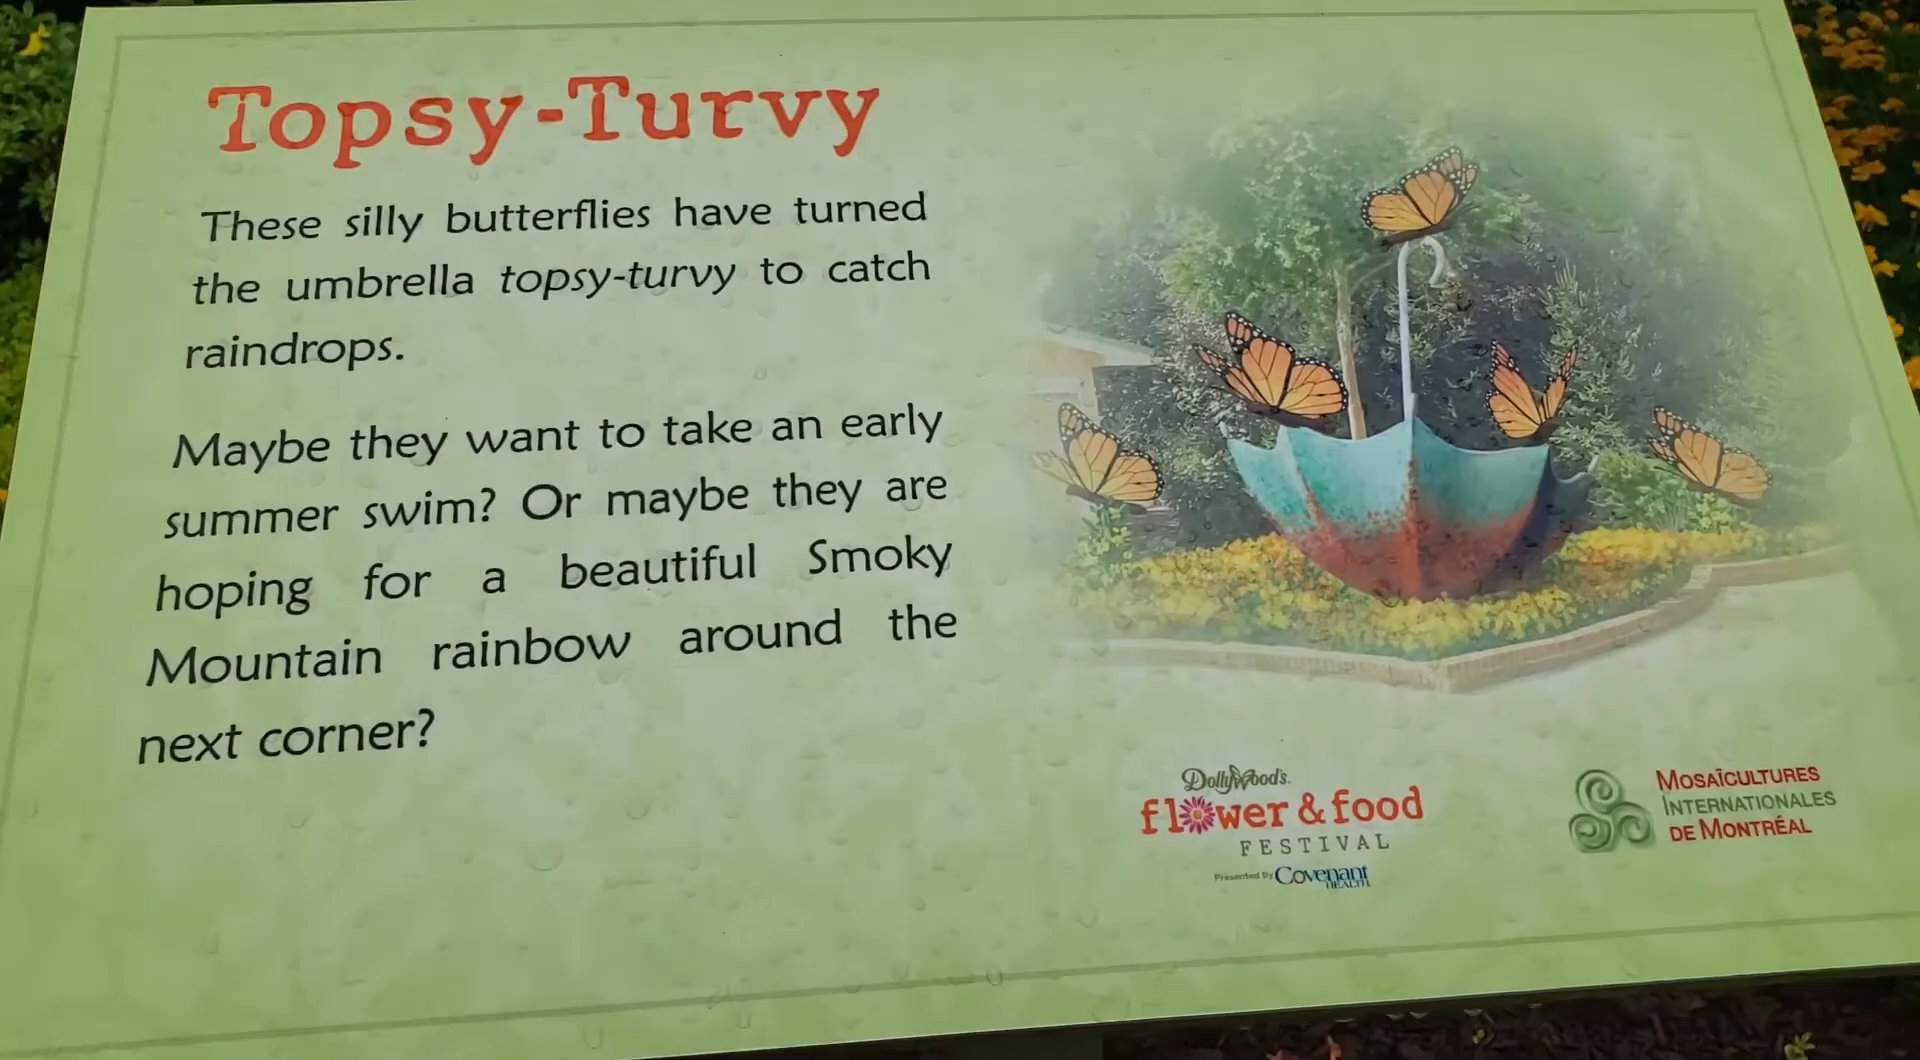 Topsy-Turvy
These silly butterflies have turned
the umbrella topsy-turvy to catch
raindrops.
Maybe they want to take an early
summer swim? Or maybe they are
hoping for a beautiful Smoky
Mountain rainbow around the
next corner?
Dollywood's
flower & food
FESTIVAL
Presented By Covenant
HEALTH
MOSAÏCULTURES
INTERNATIONALES
DE MONTRÉAL